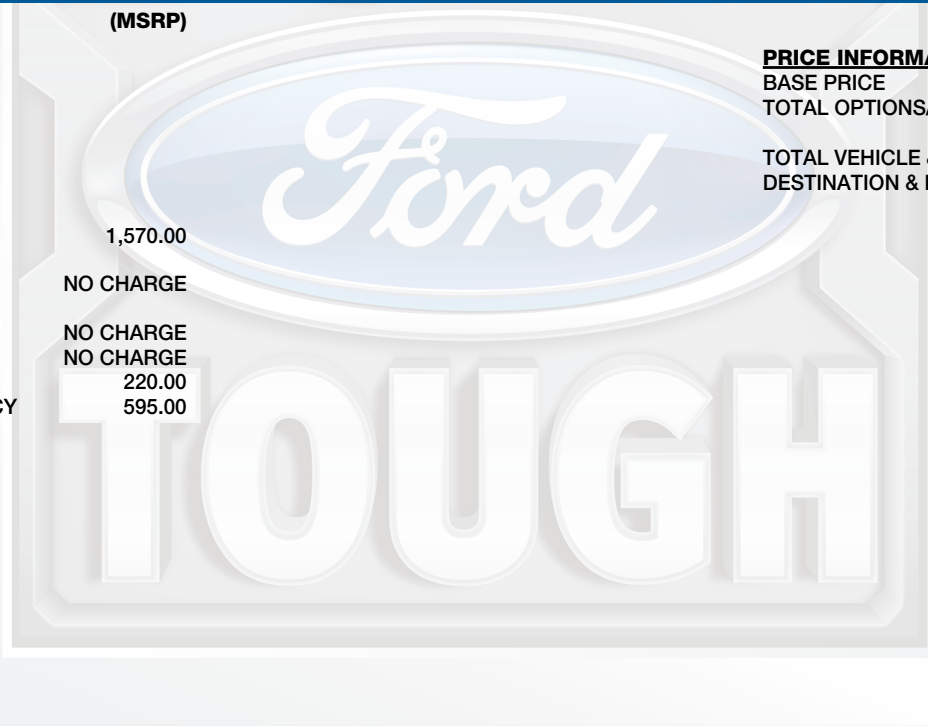 (MSRP)
1,570.00
NO CHARGE
NO CHARGE
NO CHARGE
220.00
CY 595.00
PRICE INFORMA
BASE PRICE
TOTAL OPTIONS
TOTAL VEHICLE &
DESTINATION &
Ford
TOUGH